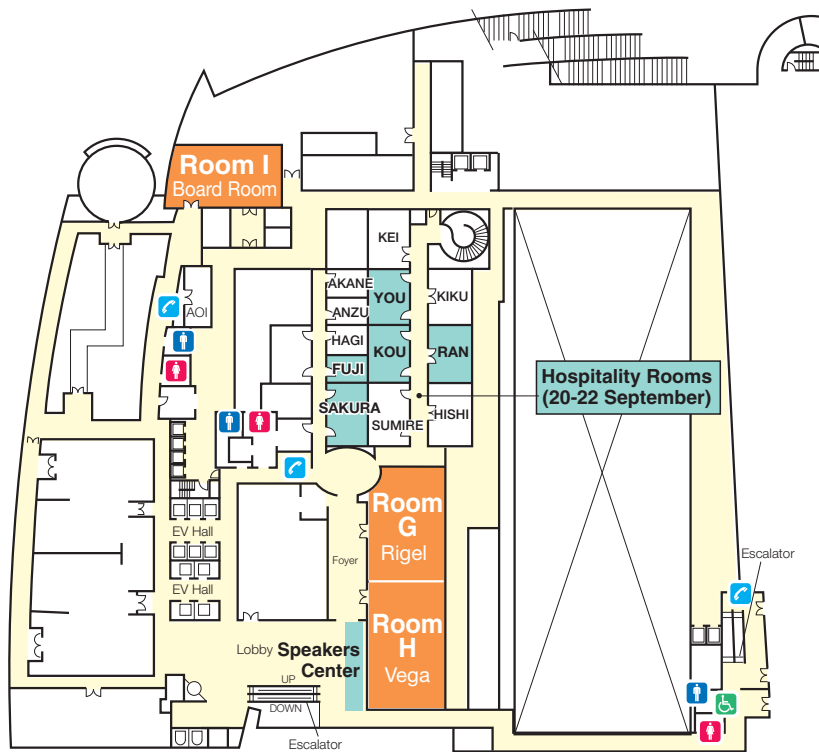 Room I
Board Room
KEI
AKANE
YOU
KIKU
AOI
ANZU
HAGI
KOU
RAN
FUJI
Hospitality Rooms
(20-22 September)
SAKURA
SUMIRE
HISHI
Room
G
Rigel
EV Hall
Foyer
Escalator
EV Hall
Room
H
Vega
Lobby
Speakers
Center
UP
DOWN
Escalator